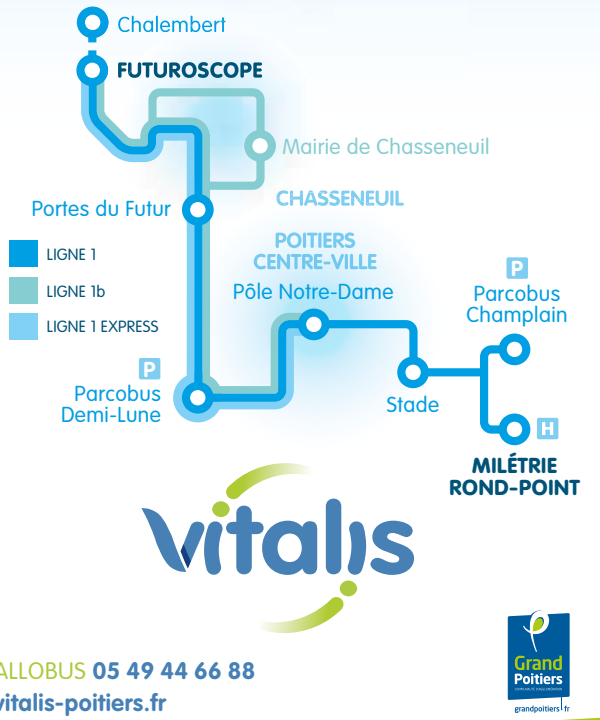 Chalembert
FUTUROSCOPE
Mairie de Chasseneuil
CHASSENEUIL
Portes du Futur
LIGNE 1
LIGNE 1b
LIGNE 1 EXPRESS
POITIERS
CENTRE-VILLE
Pôle Notre-Dame
P
Parcobus
Champlain
P
Parcobus
Demi-Lune
Stade
H
MILÉTRIE
ROND-POINT
vitalis
ALLOBUS 05 49 44 66 88
vitalis-poitiers.fr
Grand
Poitiers
grandpoitiers.fr